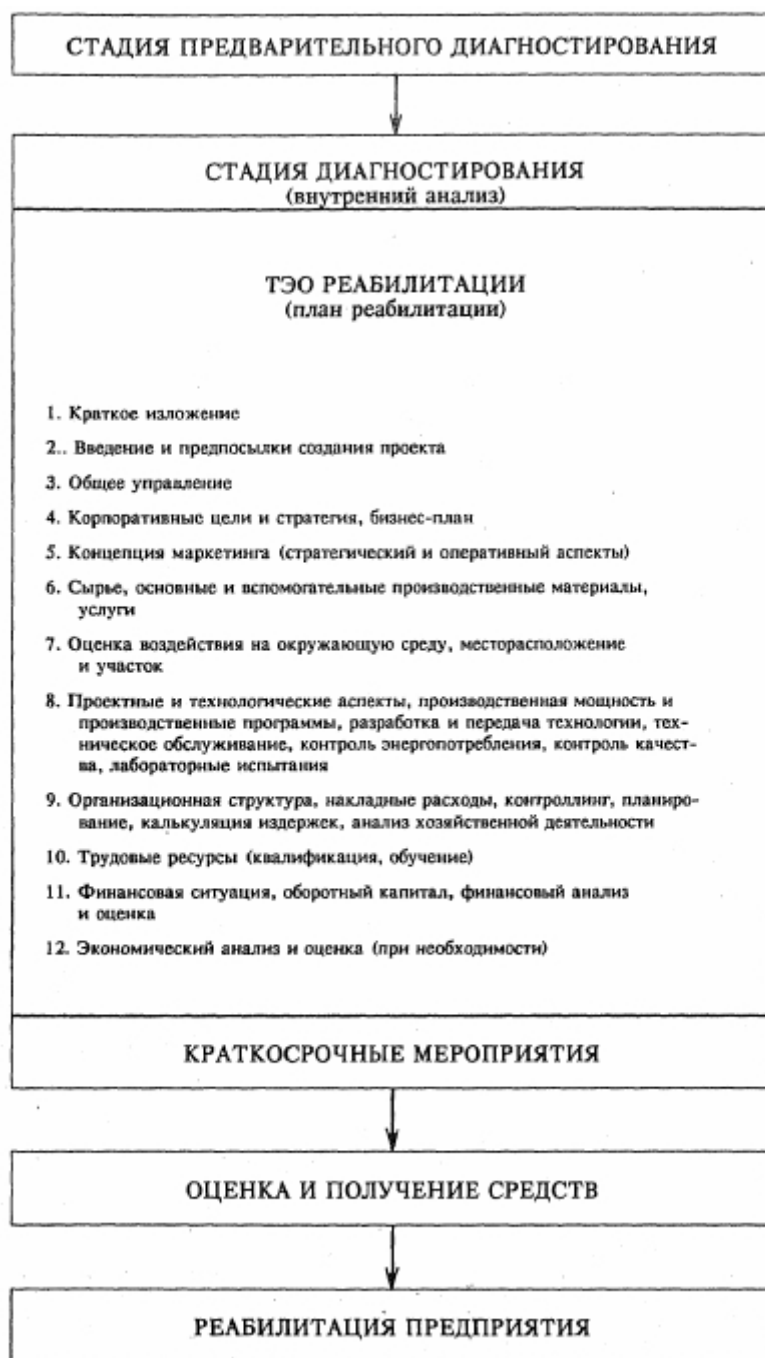 СТАДИЯ ПРЕДВАРИТЕЛЬНОГО ДИАГНОСТИРОВАНИЯ
СТАДИЯ ДИАГНОСТИРОВАНИЯ
(внутренний анализ)
ТЭО РЕАБИЛИТАЦИИ
(план реабилитации)
1. Краткое изложение
2.. Введение и предпосылки создания проекта
3. Общее управление
4. Корпоративные цели и стратегия, бизнес-план
5. Концепция маркетинга (стратегический и оперативный аспекты)
6. Сырье, основные и вспомогательные производственные материалы,
услуги
7. Оценка воздействия на окружающую среду, месторасположение
и участок
8. Проектные и технологические аспекты, производственная мощность и
производственные программы, разработка и передача технологии, тех-
ническое обслуживание, контроль энергопотребления, контроль качест-
ва, лабораторные испытания
9. Организационная структура, накладные расходы, контроллинг, планиро-
вание, калькуляция издержек, анализ хозяйственной деятельности
10. Трудовые ресурсы (квалификация, обучение)
11. Финансовая ситуация, оборотный капитал, финансовый анализ
и оценка
12. Экономический анализ и оценка (при необходимости)
КРАТКОСРОЧНЫЕ МЕРОПРИЯТИЯ
ОЦЕНКА И ПОЛУЧЕНИЕ СРЕДСТВ
РЕАБИЛИТАЦИЯ ПРЕДПРИЯТИЯ